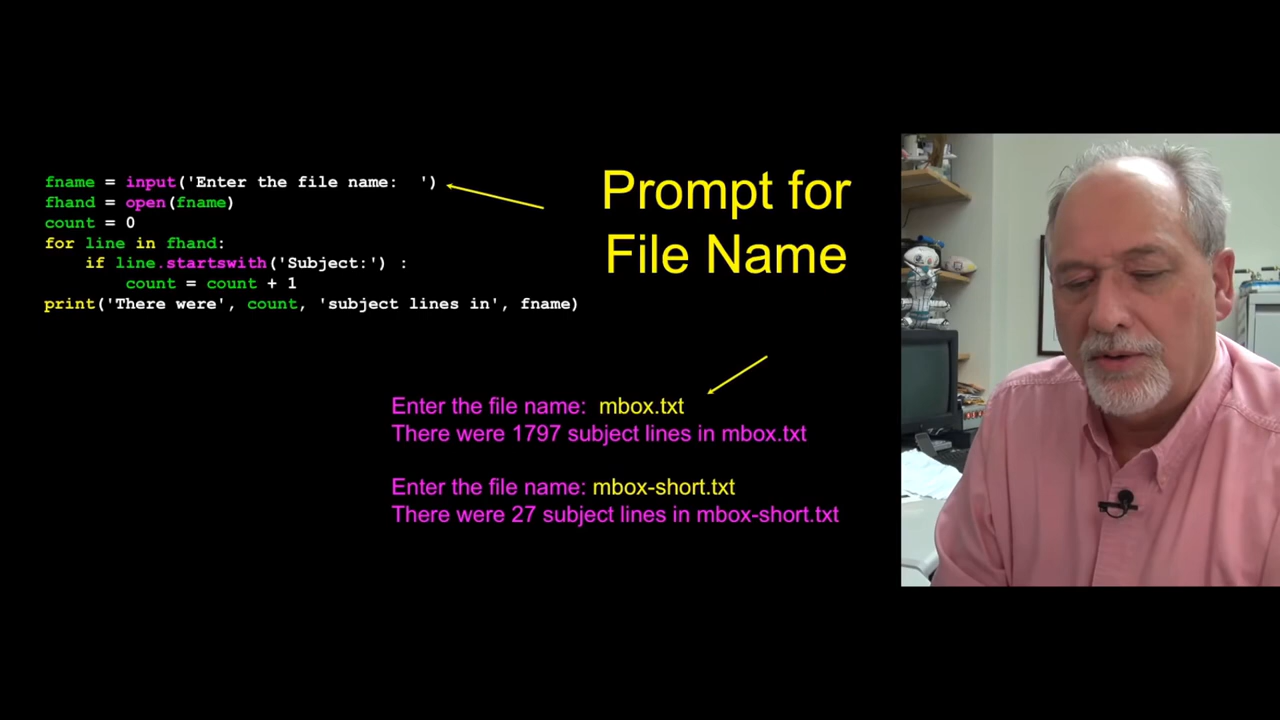 fname = input('Enter the file name:  ')
fhand = open(fname)
count = 0
for line in fhand:
    if line.startswith('Subject:') :
        count = count + 1
print('There were', count, 'subject lines in', fname)
Prompt for
File Name
Enter the file name:  mbox.txt
There were 1797 subject lines in mbox.txt
Enter the file name: mbox-short.txt
There were 27 subject lines in mbox-short.txt